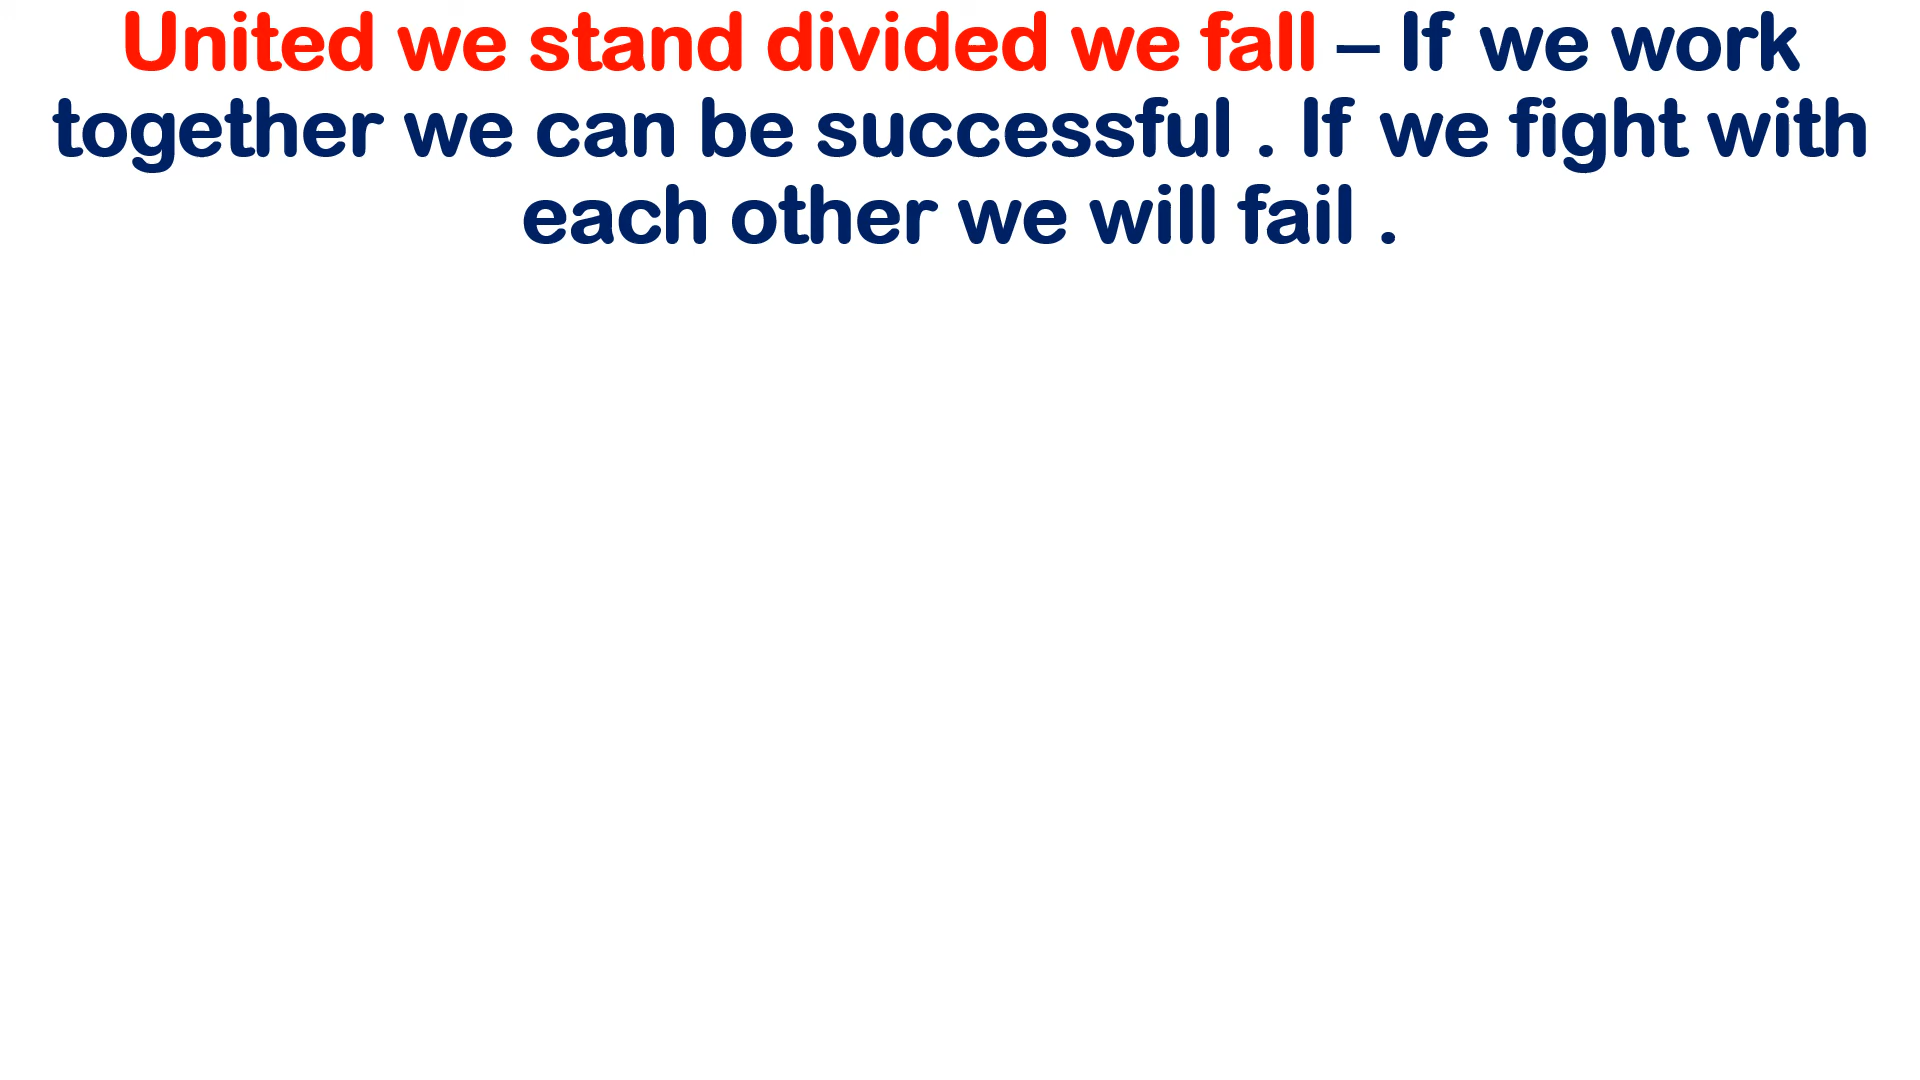 United we stand divided we fall – If we work
together we can be successful . If we fight with
each other we will fail .